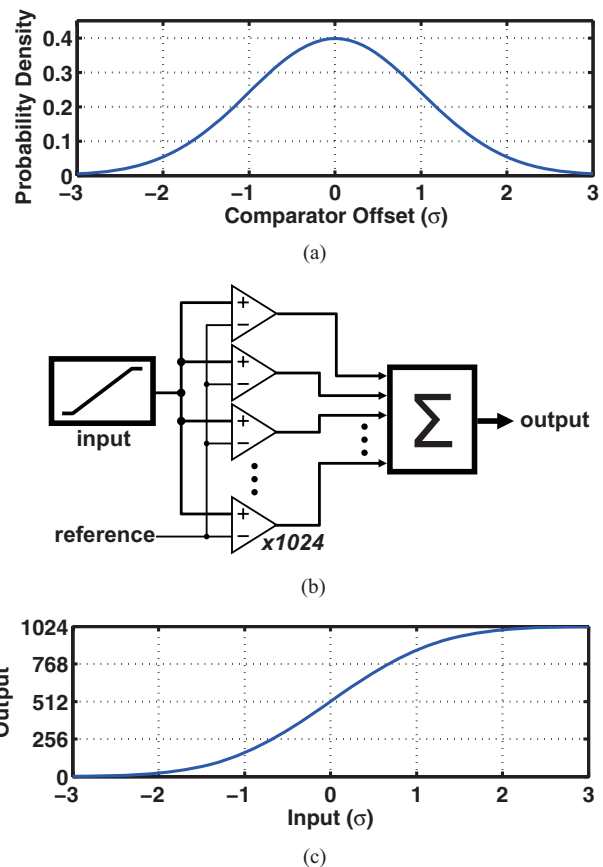 Probability Density
0.4
0.3
0.2
0.1
0
−3 −2 −1 0 1 2 3
Comparator Offset (σ)
(a)
input
reference
+
−
+
−
+
−
+
−
x1024
Σ
output
(b)
Output
1024
768
512
256
0
−3 −2 −1 0 1 2 3
Input (σ)
(c)